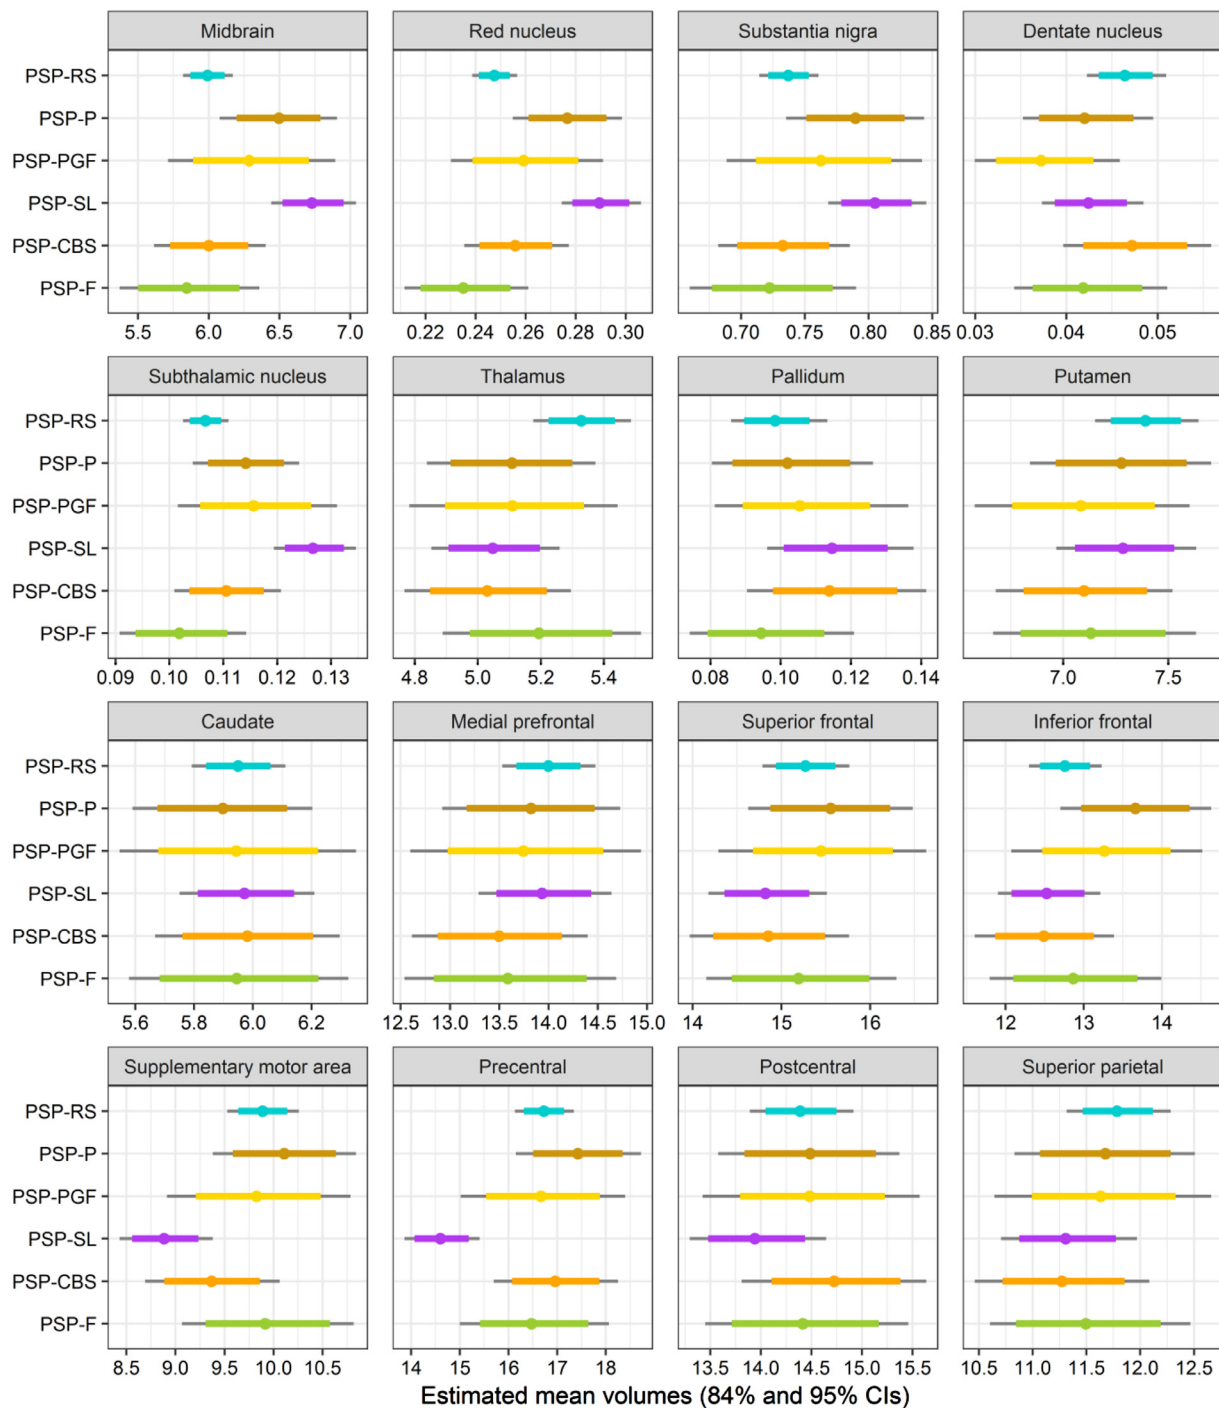 Midbrain Red nucleus Substantia nigra Dentate nucleus
PSP-RS
PSP-P
PSP-PGF
PSP-SL
PSP-CBS
PSP-F
5.5 6.0 6.5 7.0 0.22 0.24 0.26 0.28 0.30 0.70 0.75 0.80 0.85 0.03 0.04 0.05
Subthalamic nucleus Thalamus Pallidum Putamen
PSP-RS
PSP-P
PSP-PGF
PSP-SL
PSP-CBS
PSP-F
0.09 0.10 0.11 0.12 0.13 4.8 5.0 5.2 5.4 0.08 0.10 0.12 0.14 7.0 7.5
Caudate Medial prefrontal Superior frontal Inferior frontal
PSP-RS
PSP-P
PSP-PGF
PSP-SL
PSP-CBS
PSP-F
5.6 5.8 6.0 6.2 12.5 13.0 13.5 14.0 14.5 15.0 14 15 16 12 13 14
Supplementary motor area Precentral Postcentral Superior parietal
PSP-RS
PSP-P
PSP-PGF
PSP-SL
PSP-CBS
PSP-F
8.5 9.0 9.5 10.0 10.5 14 15 16 17 18 13.5 14.0 14.5 15.0 15.5 10.5 11.0 11.5 12.0 12.5
Estimated mean volumes (84% and 95% CIs)